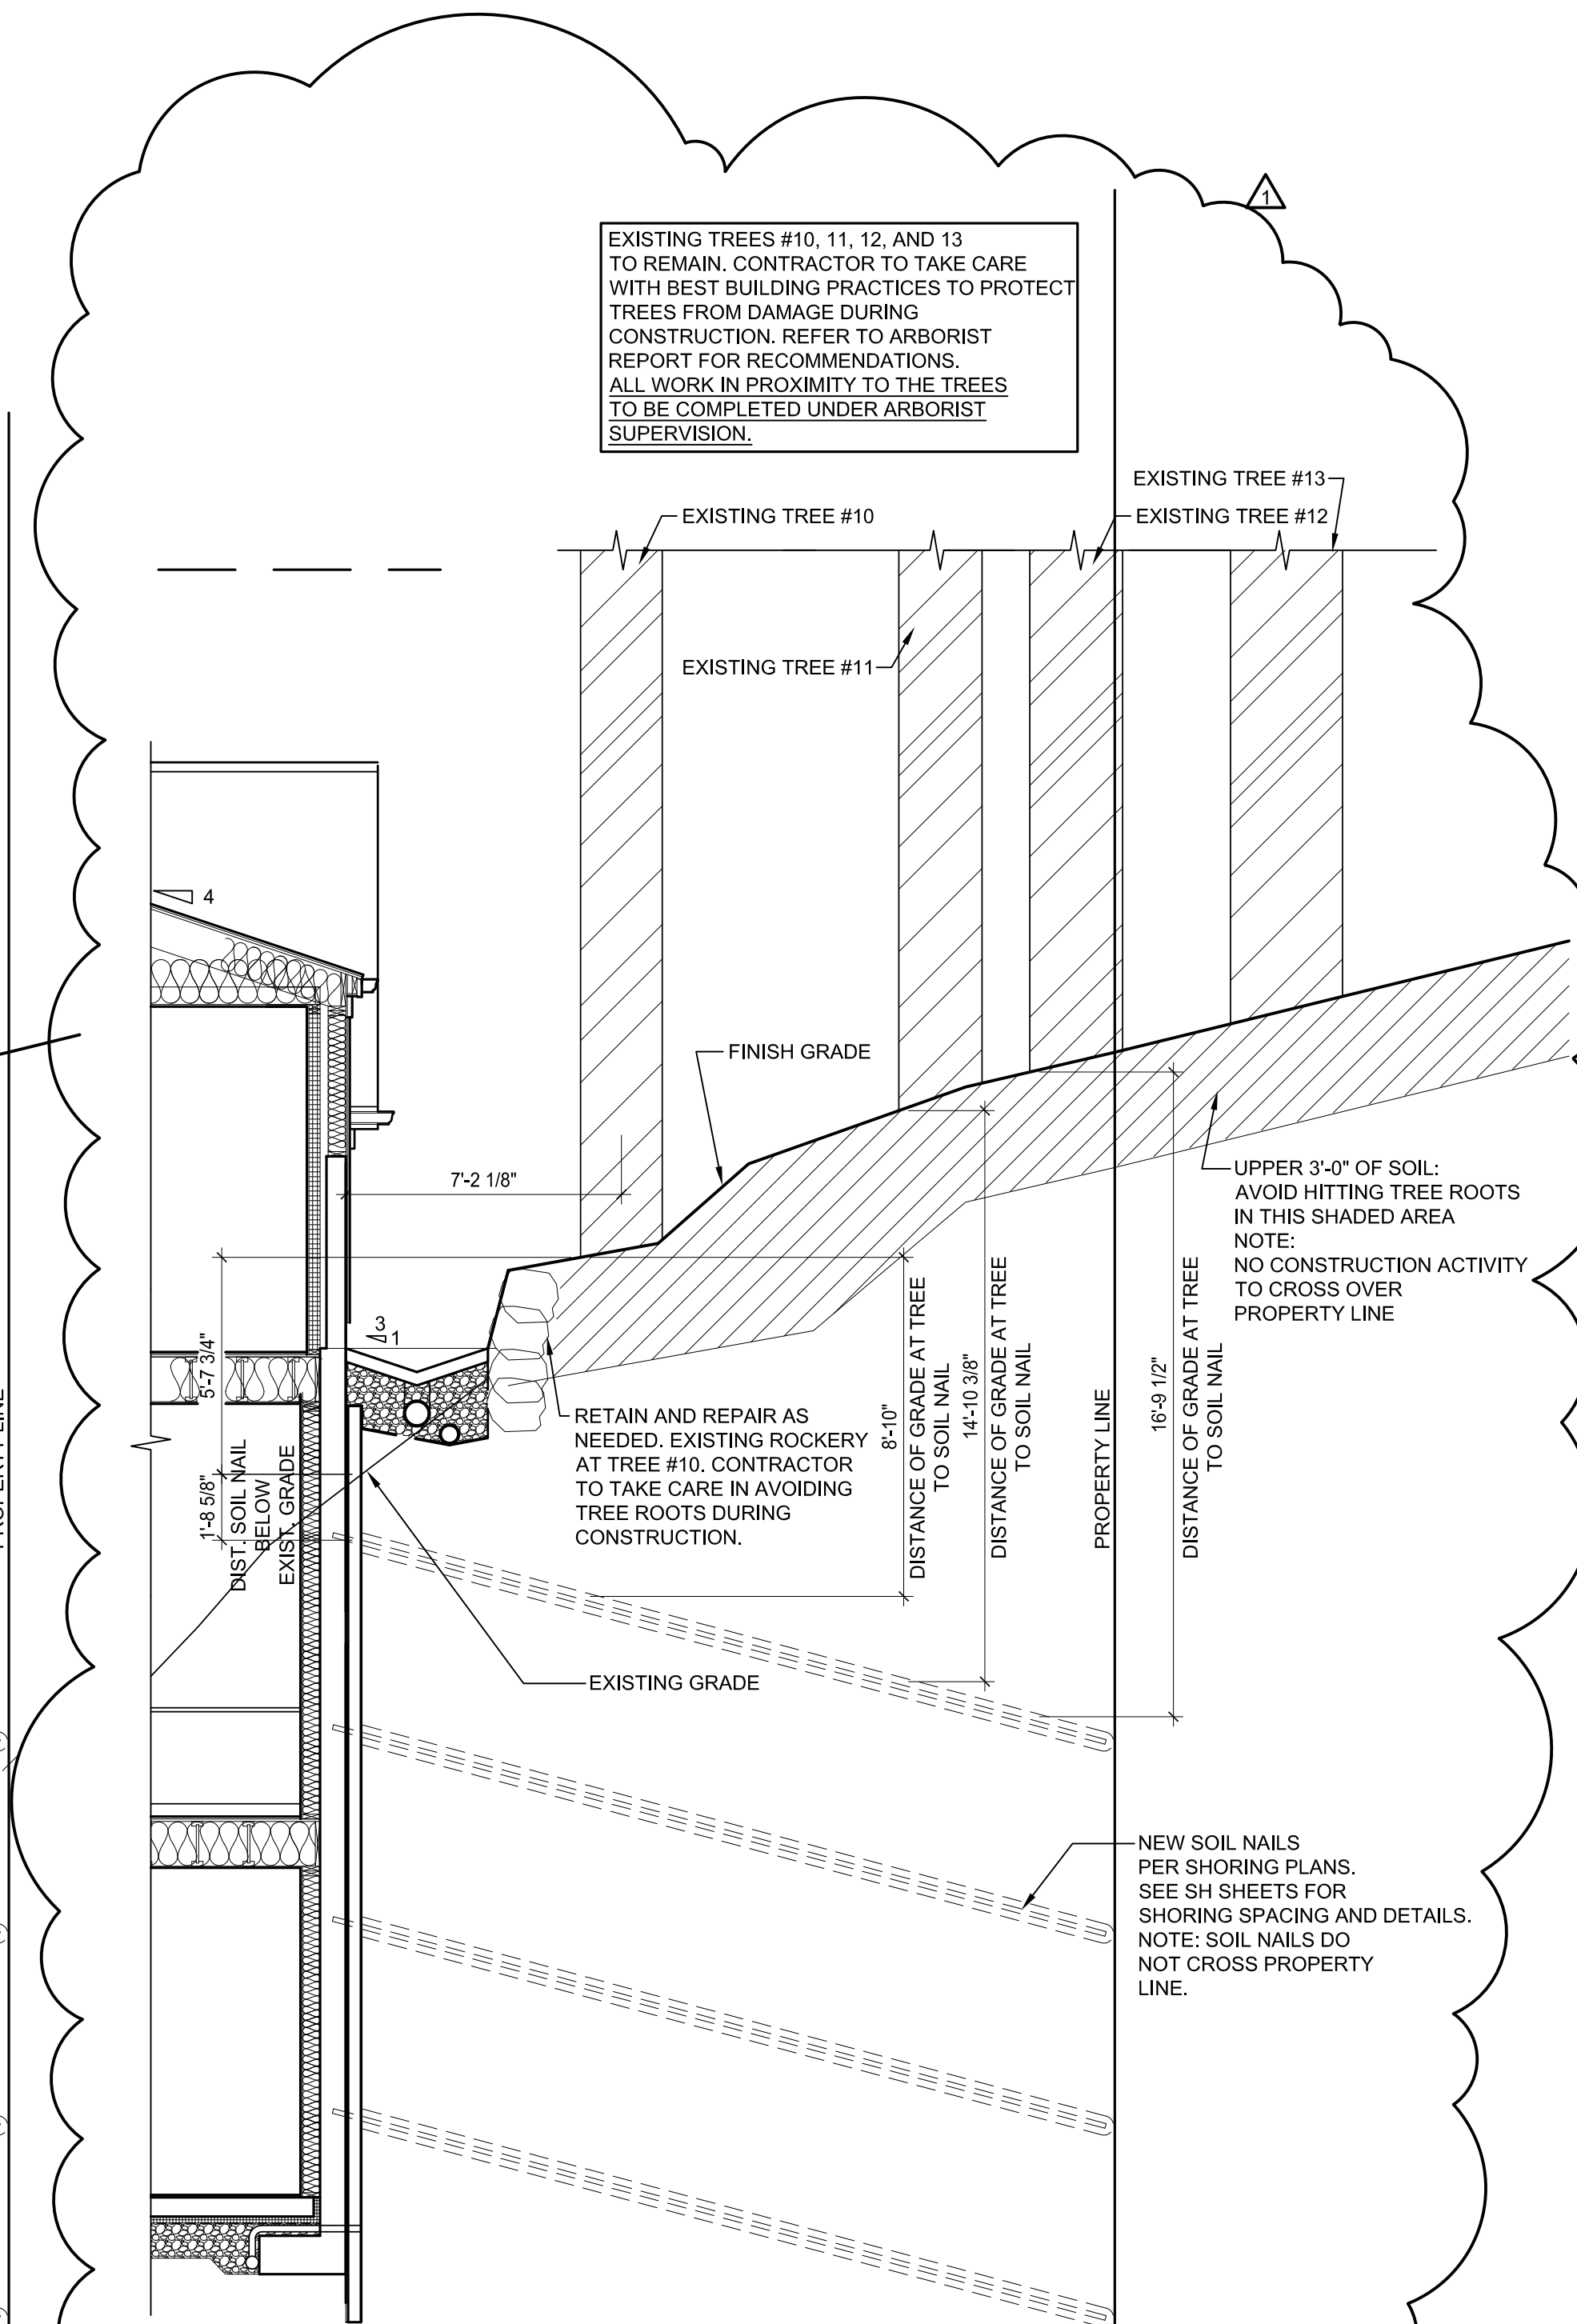 1
EXISTING TREES #10, 11, 12, AND 13
TO REMAIN. CONTRACTOR TO TAKE CARE
WITH BEST BUILDING PRACTICES TO PROTECT
TREES FROM DAMAGE DURING
CONSTRUCTION. REFER TO ARBORIST
REPORT FOR RECOMMENDATIONS.
ALL WORK IN PROXIMITY TO THE TREES
TO BE COMPLETED UNDER ARBORIST
SUPERVISION.
EXISTING TREE #13
EXISTING TREE #10
EXISTING TREE #12
EXISTING TREE #11
4
FINISH GRADE
7'-2 1/8"
UPPER 3'-0" OF SOIL:
AVOID HITTING TREE ROOTS
IN THIS SHADED AREA
NOTE:
NO CONSTRUCTION ACTIVITY
TO CROSS OVER
PROPERTY LINE
3
1
5'-7 3/4"
1'-8 5/8"
DIST. SOIL NAIL
BELOW
EXIST. GRADE
RETAIN AND REPAIR AS
NEEDED. EXISTING ROCKERY
AT TREE #10. CONTRACTOR
TO TAKE CARE IN AVOIDING
TREE ROOTS DURING
CONSTRUCTION.
8'-10"
DISTANCE OF GRADE AT TREE
TO SOIL NAIL
14'-10 3/8"
DISTANCE OF GRADE AT TREE
TO SOIL NAIL
PROPERTY LINE
16'-9 1/2"
DISTANCE OF GRADE AT TREE
TO SOIL NAIL
EXISTING GRADE
NEW SOIL NAILS
PER SHORING PLANS.
SEE SH SHEETS FOR
SHORING SPACING AND DETAILS.
NOTE: SOIL NAILS DO
NOT CROSS PROPERTY
LINE.